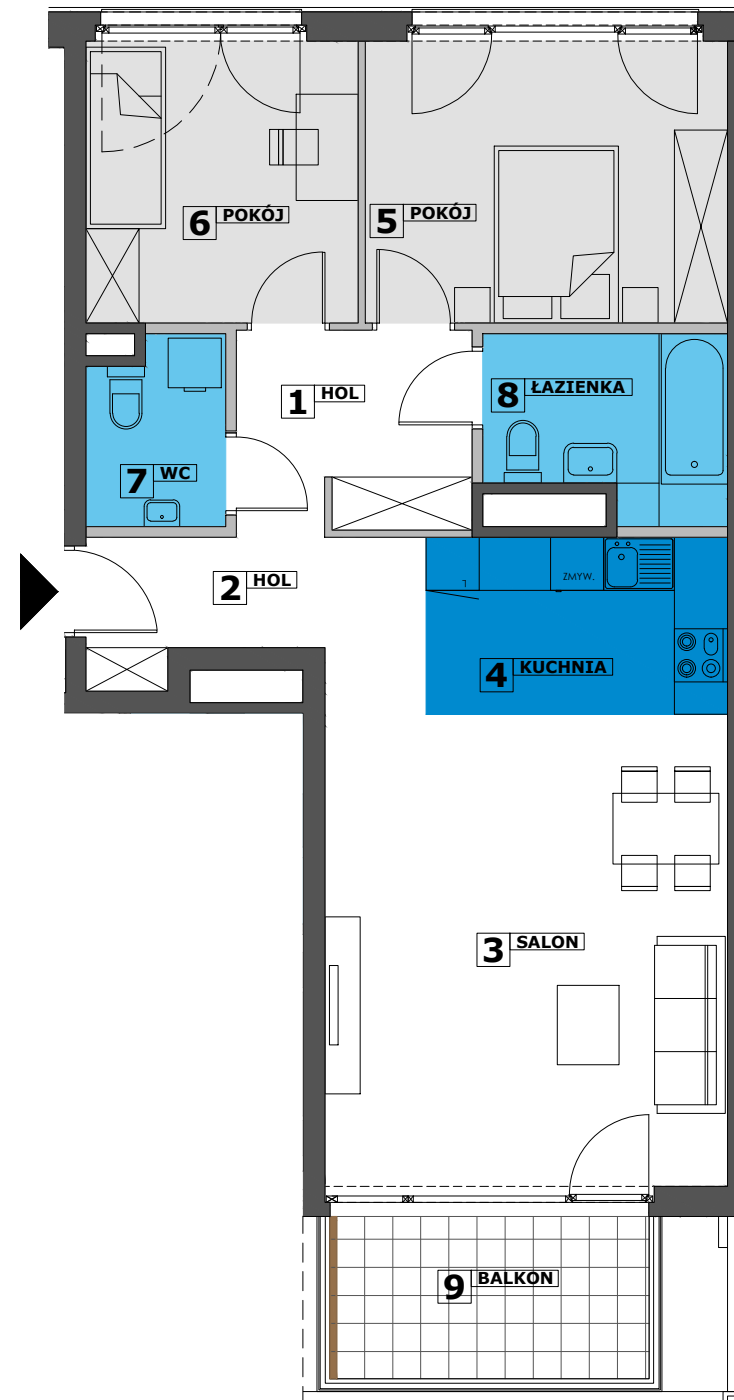 6 POKÓJ
5 POKÓJ
1 HOL
8 ŁAZIENKA
7 WC
2 HOL
ZMYW.
4 KUCHNIA
3 SALON
9 BALKON